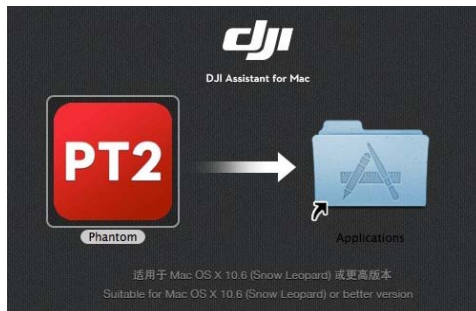 dji
DJI Assistant for Mac
PT2
Phantom
Applications
适用于 Mac OS X 10.6 (Snow Leopard) 或更高版本
Suitable for Mac OS X 10.6 (Snow Leopard) or better version